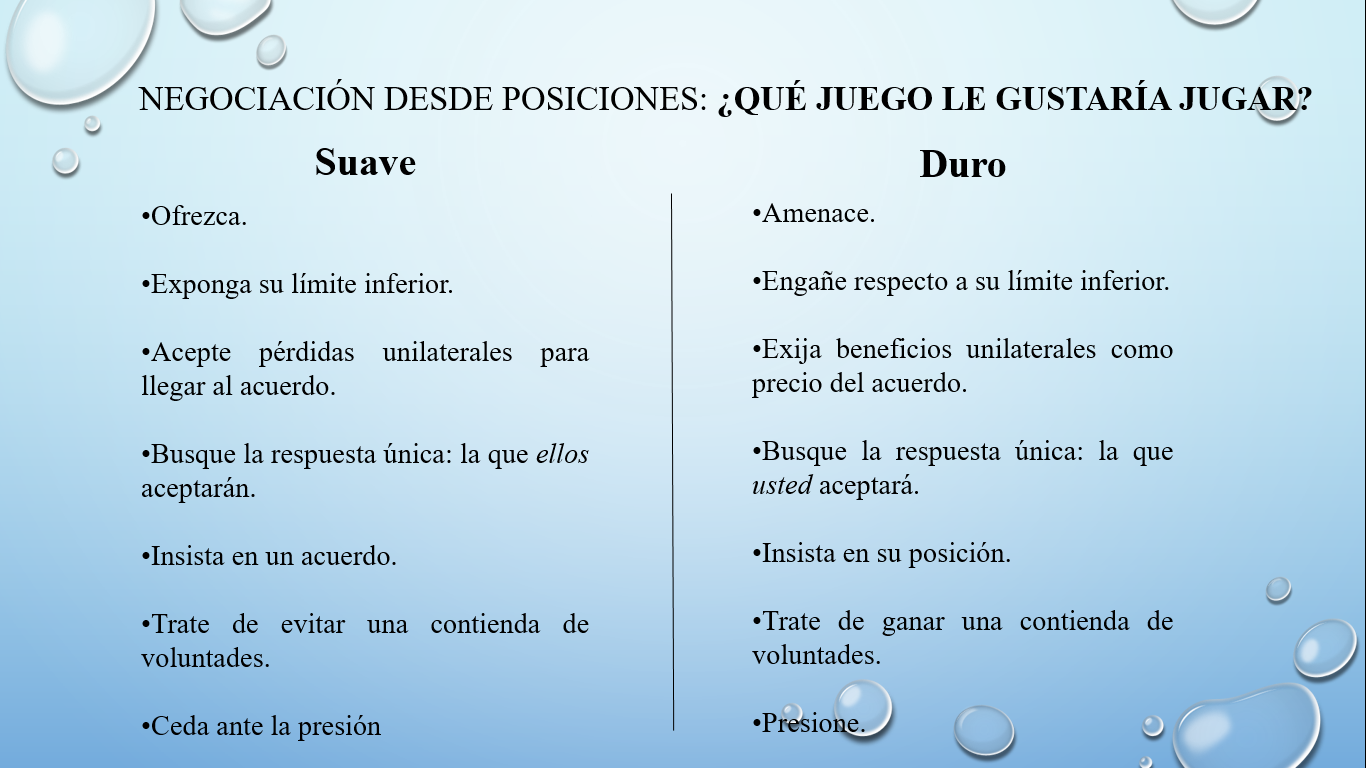 NEGOCIACIÓN DESDE POSICIONES: ¿QUÉ JUEGO LE GUSTARÍA JUGAR?
Suave
•Ofrezca.
•Exponga su límite inferior.
•Acepte pérdidas unilaterales para
llegar al acuerdo.
•Busque la respuesta única: la que ellos
aceptarán.
•Insista en un acuerdo.
•Trate de evitar una contienda de
voluntades.
•Ceda ante la presión
Duro
•Amenace.
•Engañe respecto a su límite inferior.
•Exija beneficios unilaterales como
precio del acuerdo.
•Busque la respuesta única: la que
usted aceptará.
•Insista en su posición.
•Trate de ganar una contienda de
voluntades.
•Presione.